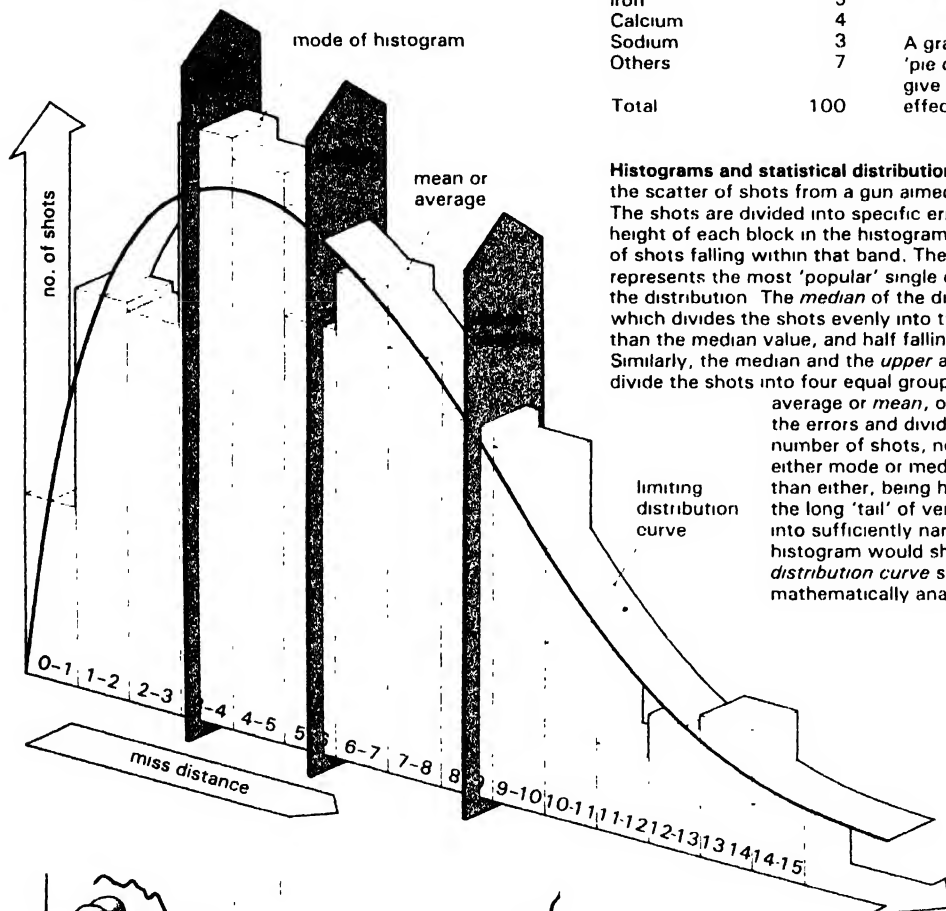 Iron 5
Calcium 4
Sodium 3
Others 7
Total 100
A gra
'pie
give
effec
mode of histogram
mean or
average
no. of shots
Histograms and statistical distribution
the scatter of shots from a gun aimed
The shots are divided into specific er
height of each block in the histogram
of shots falling within that band. The
represents the most 'popular' single
the distribution The median of the di
which divides the shots evenly into t
than the median value, and half fallin
Similarly, the median and the upper a
divide the shots into four equal group
average or mean, o
the errors and divid
number of shots, no
either mode or med
than either, being h
the long 'tail' of ver
into sufficiently nar
histogram would sh
distribution curve s
mathematically ana
limiting
distribution
curve
0-1 1-2 2-3 -4 4-5 5 6 6-7 7-8 8 9 9-10 10-11 11-12 12-13 13 14 14-15
miss distance